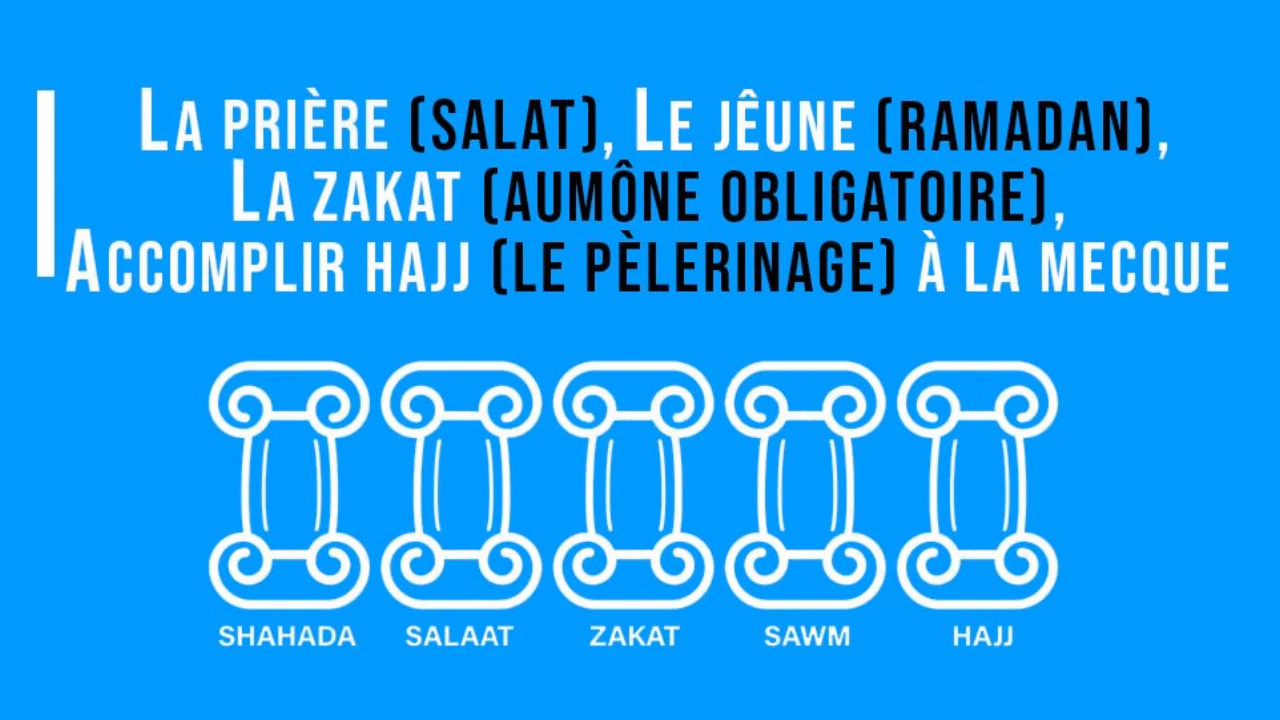 La prière (salat), Le jêune (ramadan),
La zakat (aumône obligatoire),
Accomplir hajj (le pèlerinage) à la mecque
SHAHADA SALAAT ZAKAT SAWM HAJJ